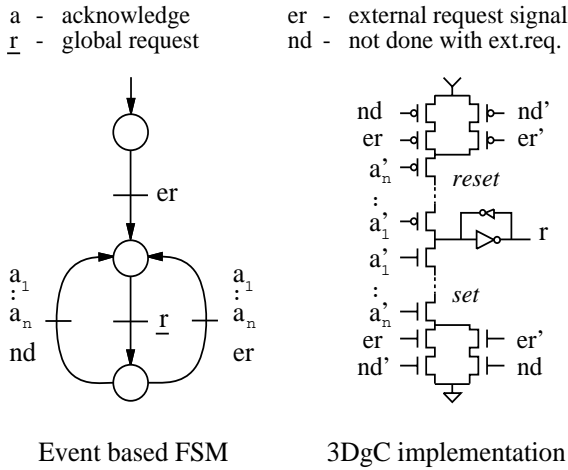 a - acknowledge
r - global request
er - external request signal
nd - not done with ext.req.
er
a1
:
an
nd
r
a1
:
an
er
Event based FSM
nd
er
a'n
:
a'1
a'1
:
a'n
er
nd'
nd'
er'
reset
r
set
er'
nd
3DgC implementation